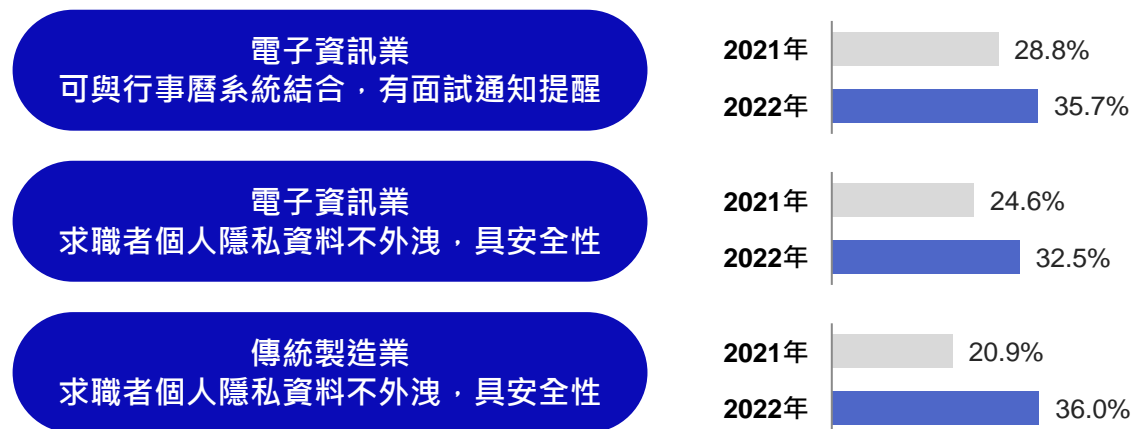 電子資訊業
可與行事曆系統結合，有面試通知提醒
2021年 28.8%
2022年 35.7%
電子資訊業
求職者個人隱私資料不外洩，具安全性
2021年 24.6%
2022年 32.5%
傳統製造業
求職者個人隱私資料不外洩，具安全性
2021年 20.9%
2022年 36.0%